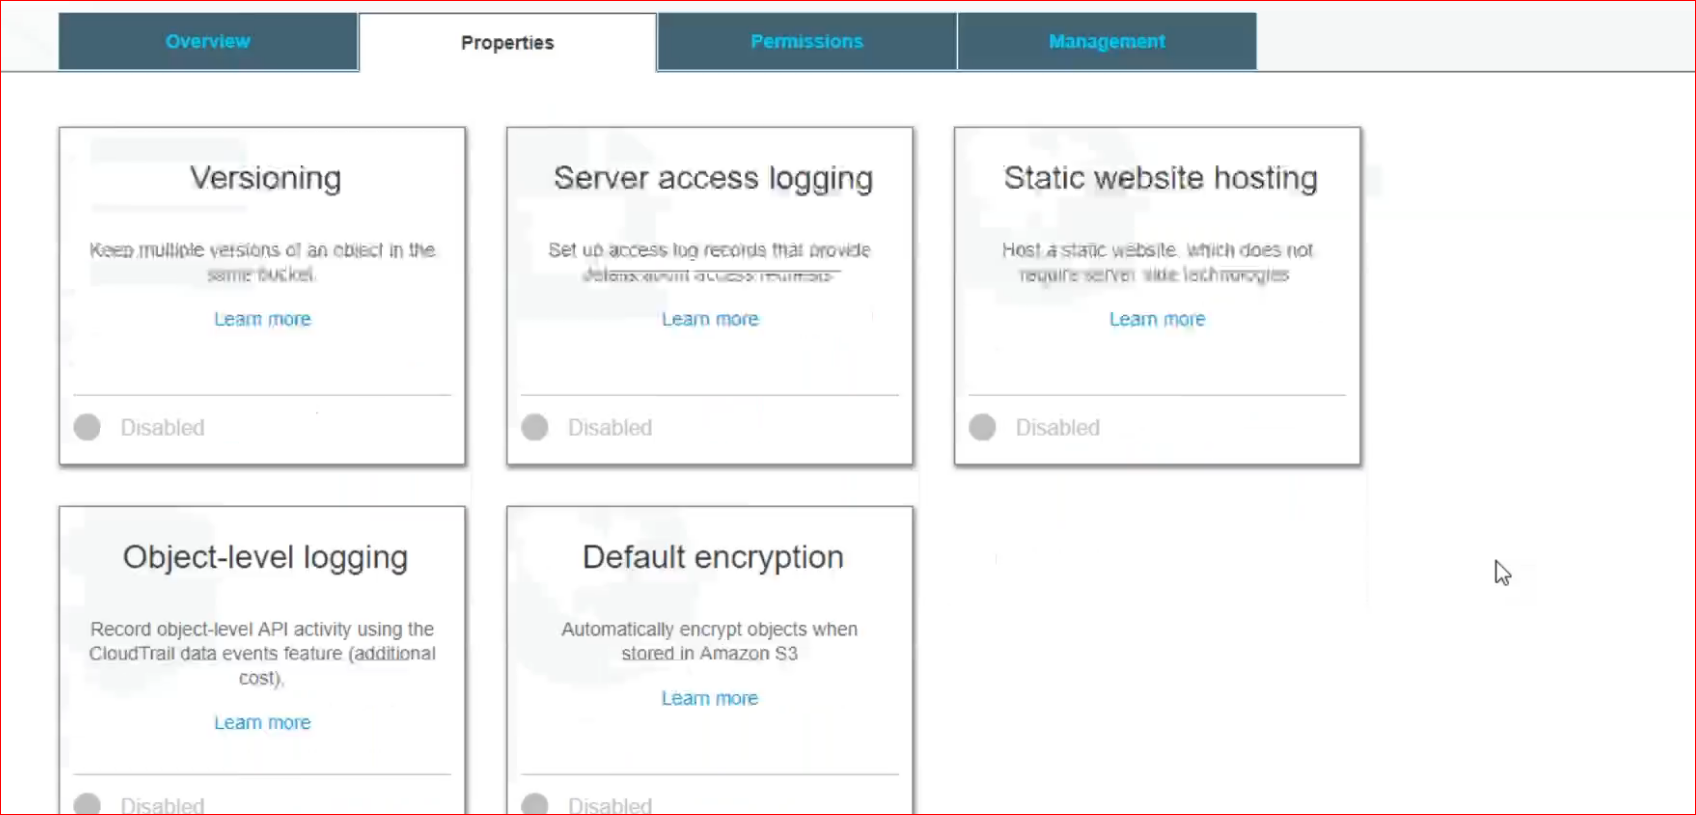 Overview
Properties
Permissions
Management
Versioning
Keep multiple versions of an object in the
same bucket.
Learn more
Disabled
Server access logging
Set up access log records that provide
details about access requests
Learn more
Disabled
Static website hosting
Host a static website, which does not
require server side technologies
Learn more
Disabled
Object-level logging
Record object-level API activity using the
CloudTrail data events feature (additional
cost).
Learn more
Disabled
Default encryption
Automatically encrypt objects when
stored in Amazon S3
Learn more
Disabled